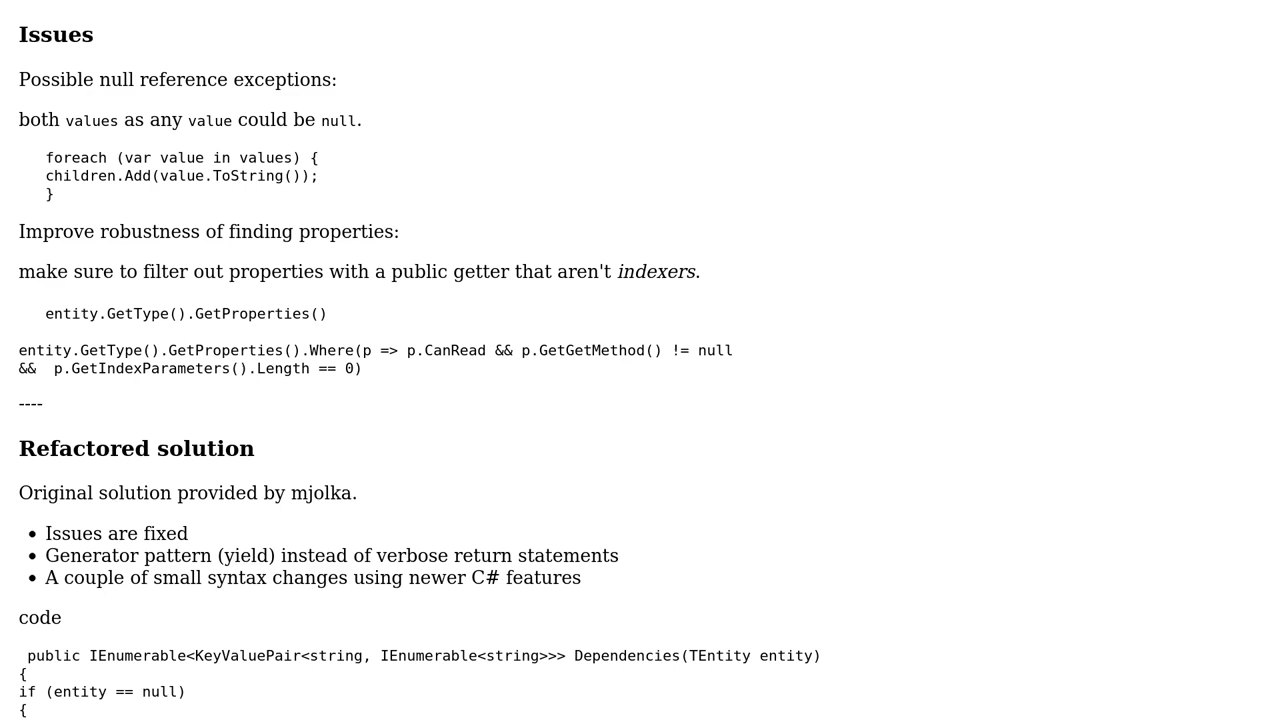 Issues
Possible null reference exceptions:
both values as any value could be null.
foreach (var value in values) {
children.Add(value.ToString());
}
Improve robustness of finding properties:
make sure to filter out properties with a public getter that aren't indexers.
entity.GetType().GetProperties()
entity.GetType().GetProperties().Where(p => p.CanRead && p.GetGetMethod() != null
&&  p.GetIndexParameters().Length == 0)
----
Refactored solution
Original solution provided by mjolka.
• Issues are fixed
• Generator pattern (yield) instead of verbose return statements
• A couple of small syntax changes using newer C# features
code
public IEnumerable<KeyValuePair<string, IEnumerable<string>>> Dependencies(TEntity entity)
{
if (entity == null)
{